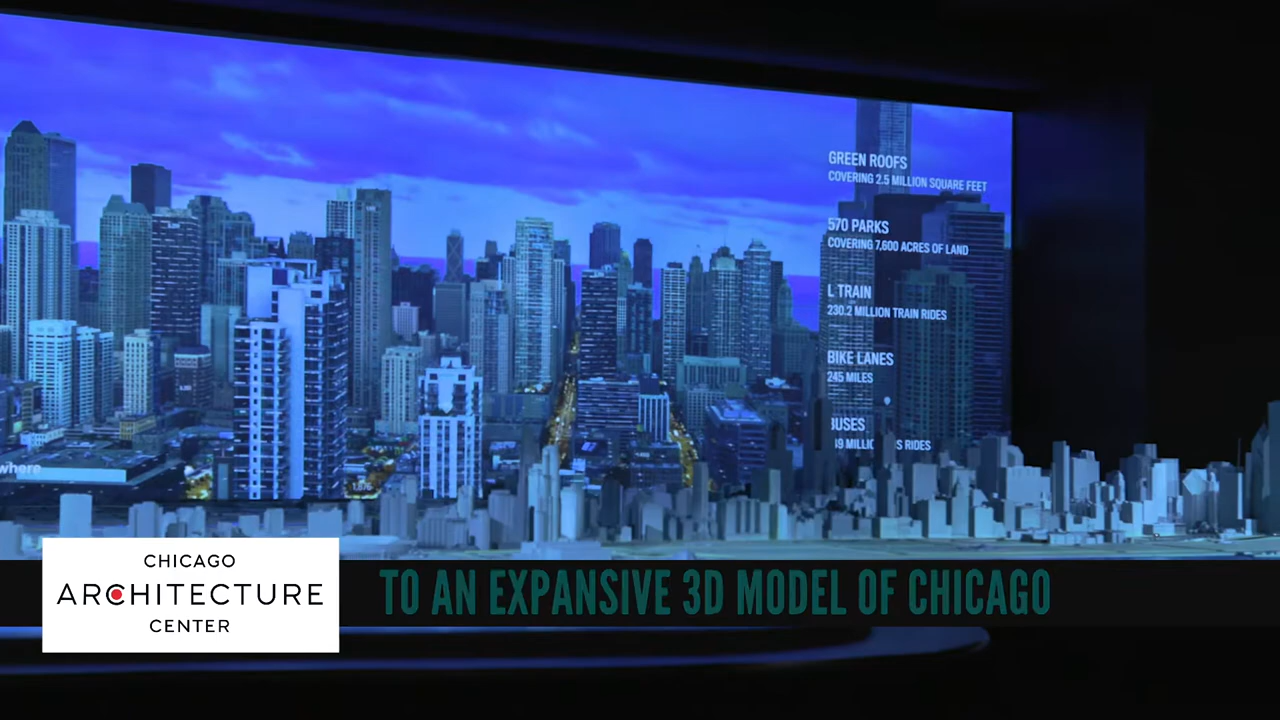 GREEN ROOFS
COVERING 2.5 MILLION SQUARE FEET
570 PARKS
COVERING 7,600 ACRES OF LAND
L TRAIN
230.2 MILLION TRAIN RIDES
BIKE LANES
245 MILES
BUSES
RIDES
where
CHICAGO
ARCHITECTURE
CENTER
TO AN EXPANSIVE 3D MODEL OF CHICAGO